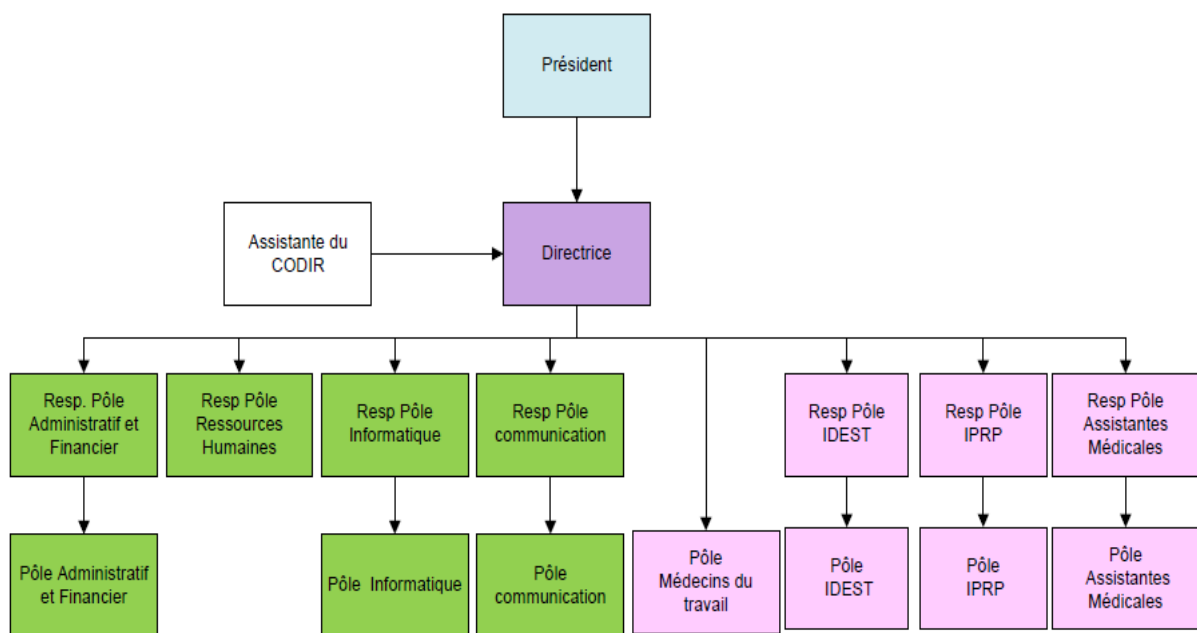 Président
Assistante du
CODIR
Directrice
Resp. Pôle
Administratif et
Financier
Resp Pôle
Ressources
Humaines
Resp Pôle
Informatique
Resp Pôle
communication
Resp Pôle
IDEST
Resp Pôle
IPRP
Resp Pôle
Assistantes
Médicales
Pôle Administratif
et Financier
Pôle Informatique
Pôle
communication
Pôle
Médecins du
travail
Pôle
IDEST
Pôle
IPRP
Pôle
Assistantes
Médicales